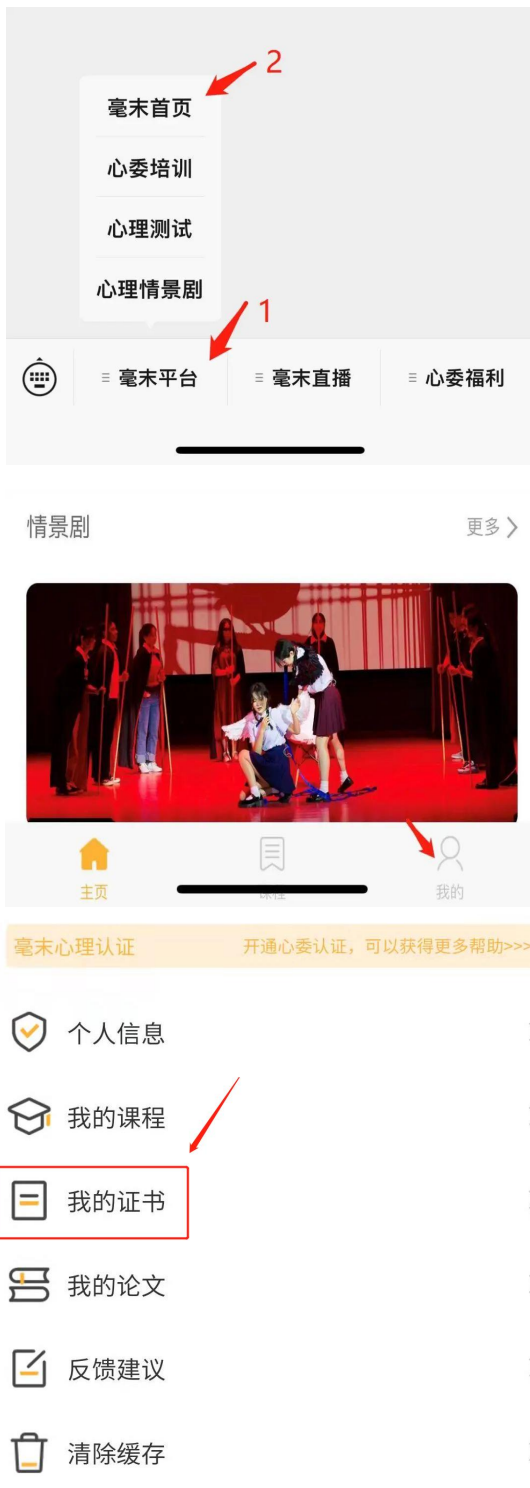 2
毫末首页
心委培训
心理测试
心理情景剧
1
毫末平台
毫末直播
心委福利
情景剧
更多
主页
课程
我的
毫末心理认证
开通心委认证，可以获得更多帮助>>>
个人信息
我的课程
我的证书
我的论文
反馈建议
清除缓存